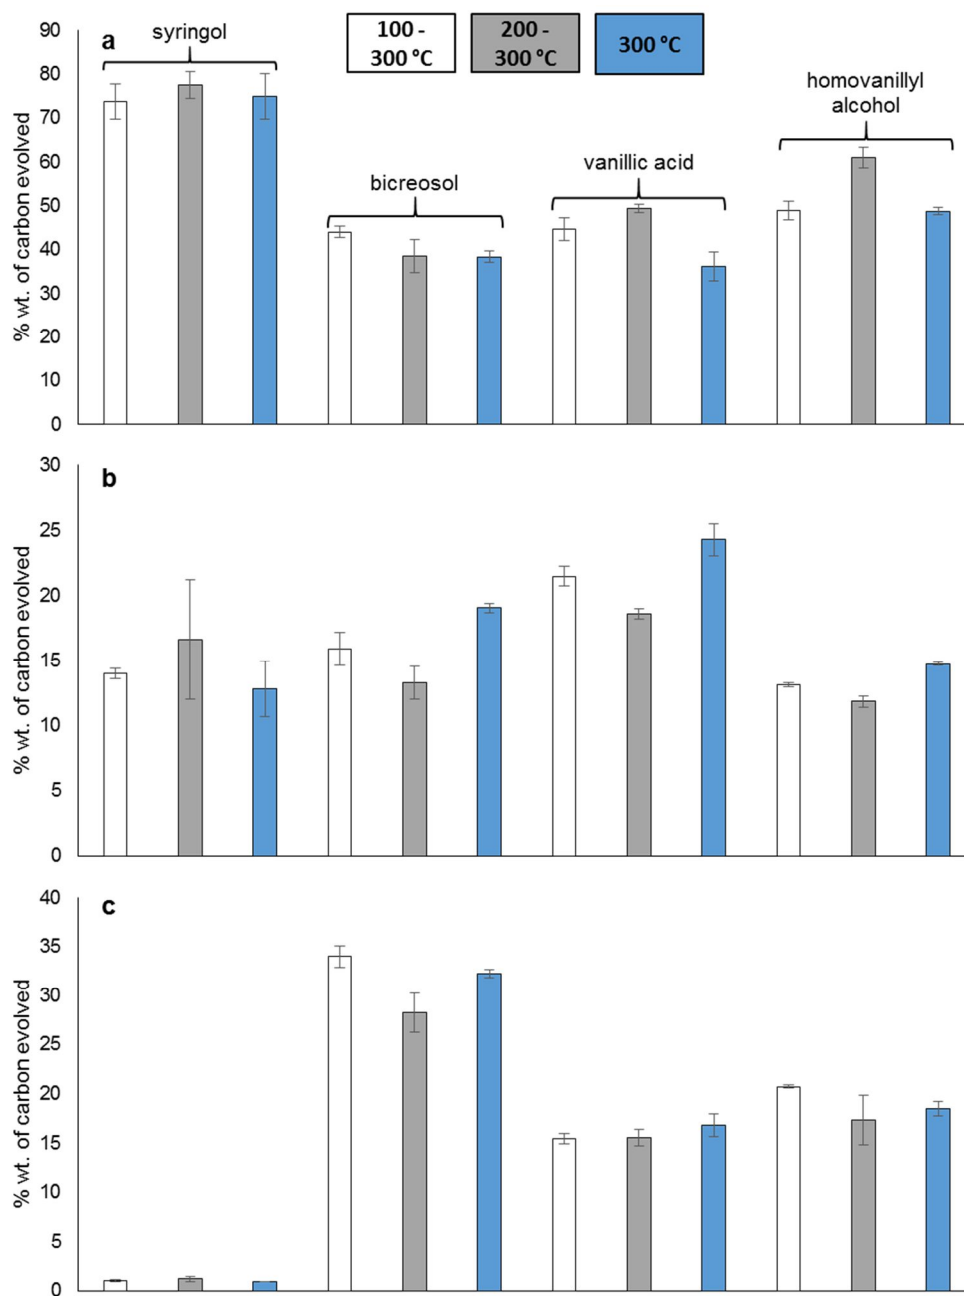 100 - 300 °C
200 - 300 °C
300 °C
a
syringol
bicreosol
vanillic acid
homovanillyl
alcohol
% wt. of carbon evolved
90
80
70
60
50
40
30
20
10
0
b
% wt. of carbon evolved
30
25
20
15
10
5
0
c
% wt. of carbon evolved
40
35
30
25
20
15
10
5
0